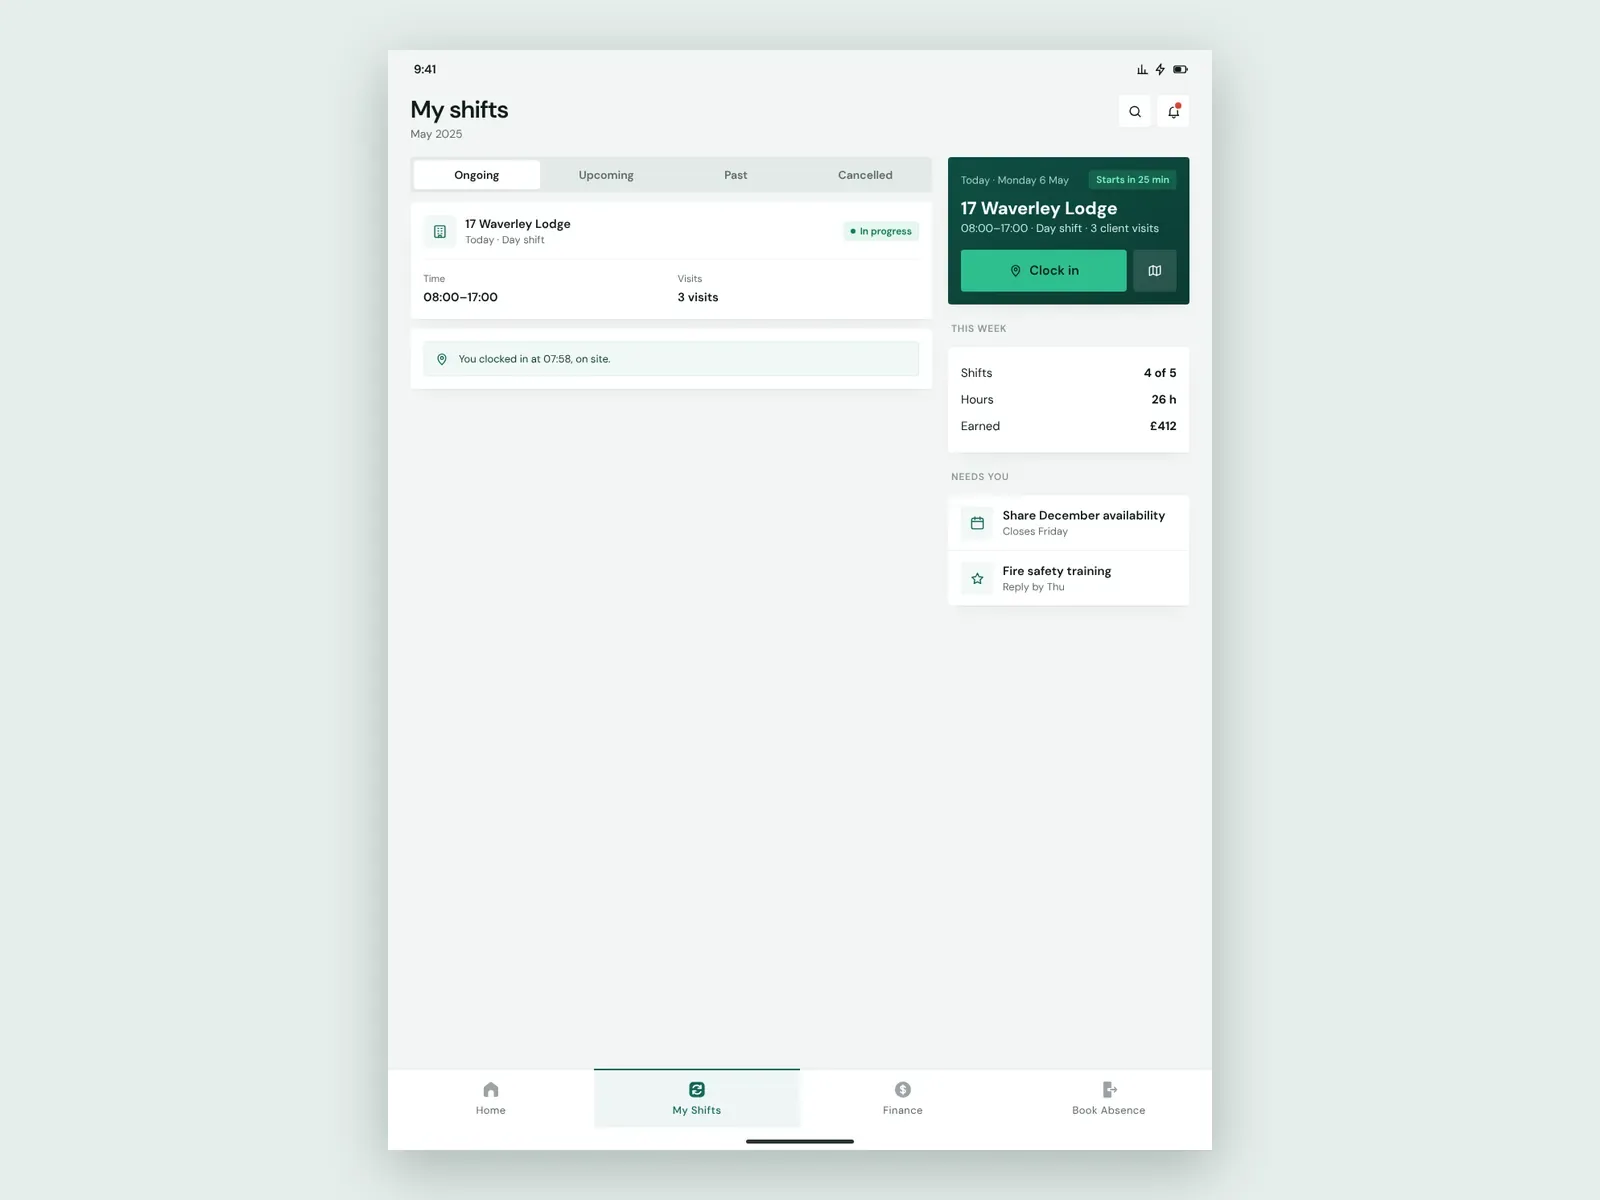 9:41
My shifts
May 2025
Ongoing
Upcoming
Past
Cancelled
17 Waverley Lodge
Today · Day shift
In progress
Time
08:00–17:00
Visits
3 visits
You clocked in at 07:58, on site.
Today · Monday 6 May
Starts in 25 min
17 Waverley Lodge
08:00–17:00 · Day shift · 3 client visits
Clock in
THIS WEEK
Shifts
4 of 5
Hours
26 h
Earned
£412
NEEDS YOU
Share December availability
Closes Friday
Fire safety training
Reply by Thu
Home
My Shifts
Finance
Book Absence